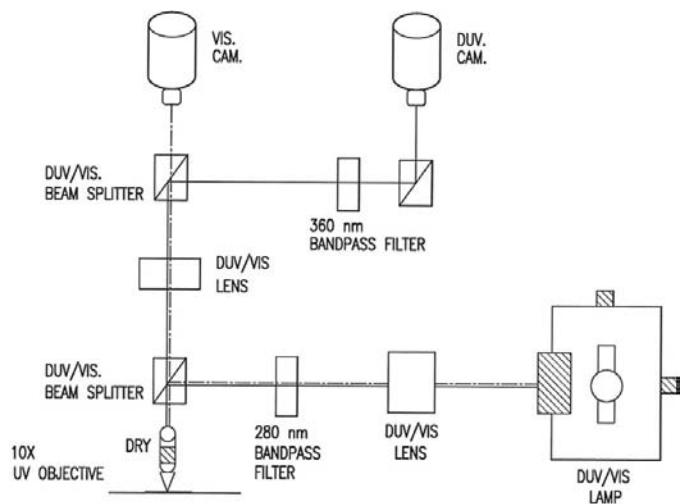 VIS.
CAM.
DUV.
CAM.
DUV/VIS.
BEAM SPLITTER
360 nm
BANDPASS FILTER
DUV/VIS
LENS
DUV/VIS.
BEAM SPLITTER
DRY
10X
UV OBJECTIVE
280 nm
BANDPASS
FILTER
DUV/VIS
LENS
DUV/VIS
LAMP